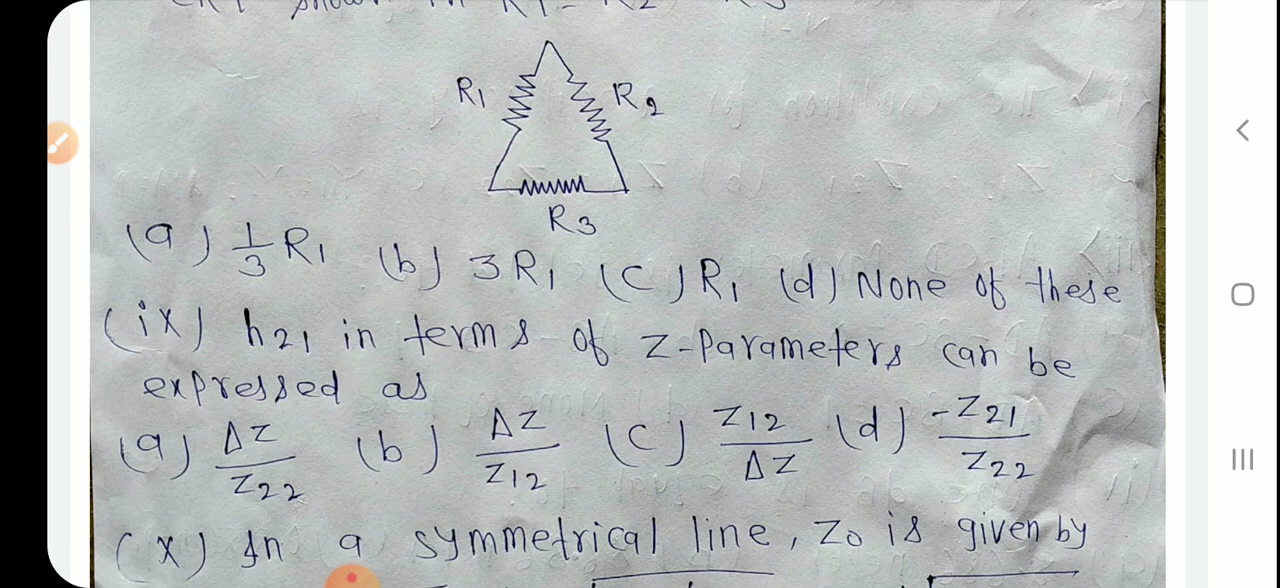 R1
R2
R3
(a) 1/3 R1 (b) 3R1 (c) R1 (d) None of these
(ix) h21 in terms of Z-Parameters can be
expressed as
(a) ΔZ/Z22 (b) ΔZ/Z12 (c) Z12/ΔZ (d) -Z21/Z22
(x) In a symmetrical line, Z0 is given by